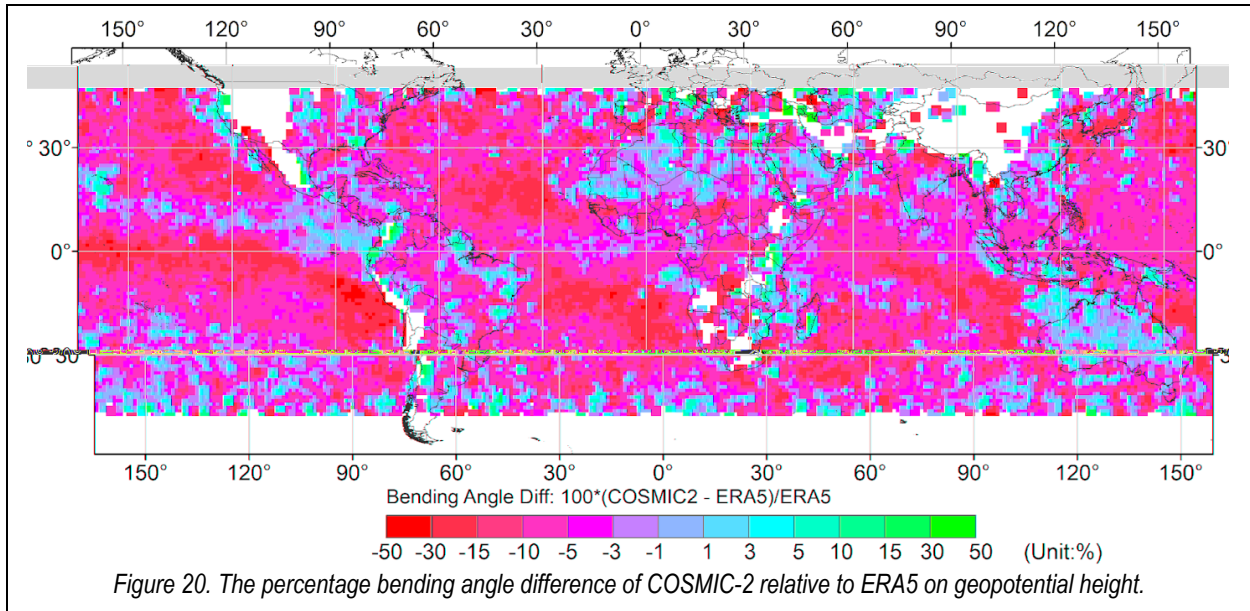 150° 120° 90° 60° 30 0° 30° 60° 90° 120° 150°
30° 30°
0° 0°
30°
150° 120° 90° 60° 30° 0° 30° 60° 90° 120° 150°
Bending Angle Diff: 100*(COSMIC2 - ERA5)/ERA5
-50 -30 -15 -10 -5 -3 -1 1 3 5 10 15 30 50 (Unit:%)
Figure 20. The percentage bending angle difference of COSMIC-2 relative to ERA5 on geopotential height.